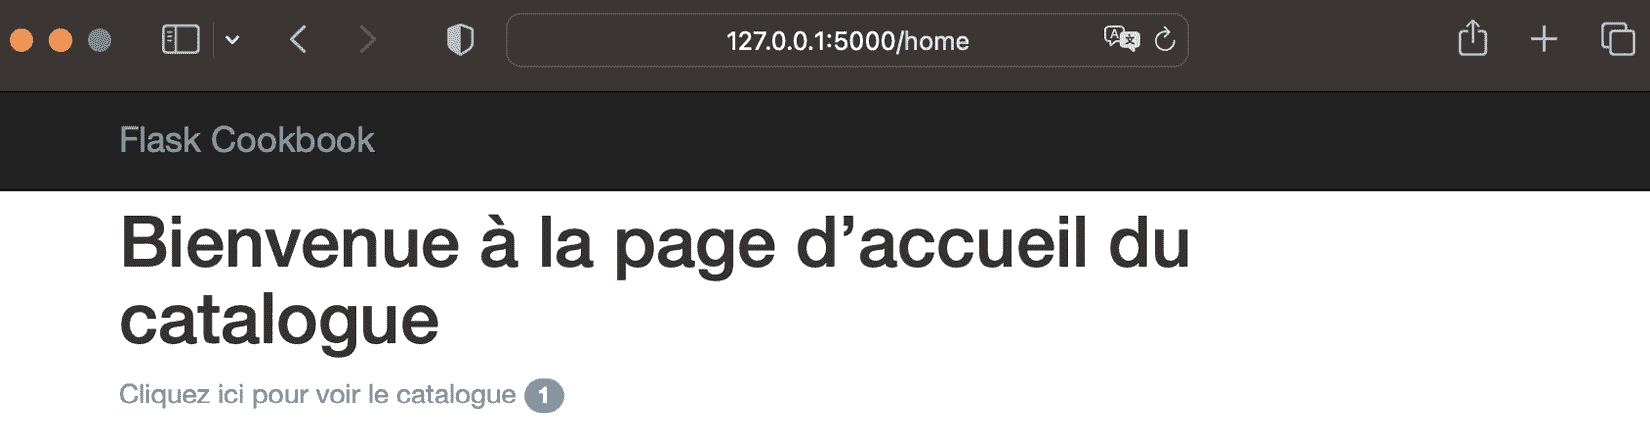 127.0.0.1:5000/home
Flask Cookbook
Bienvenue à la page d’accueil du
catalogue
Cliquez ici pour voir le catalogue 1